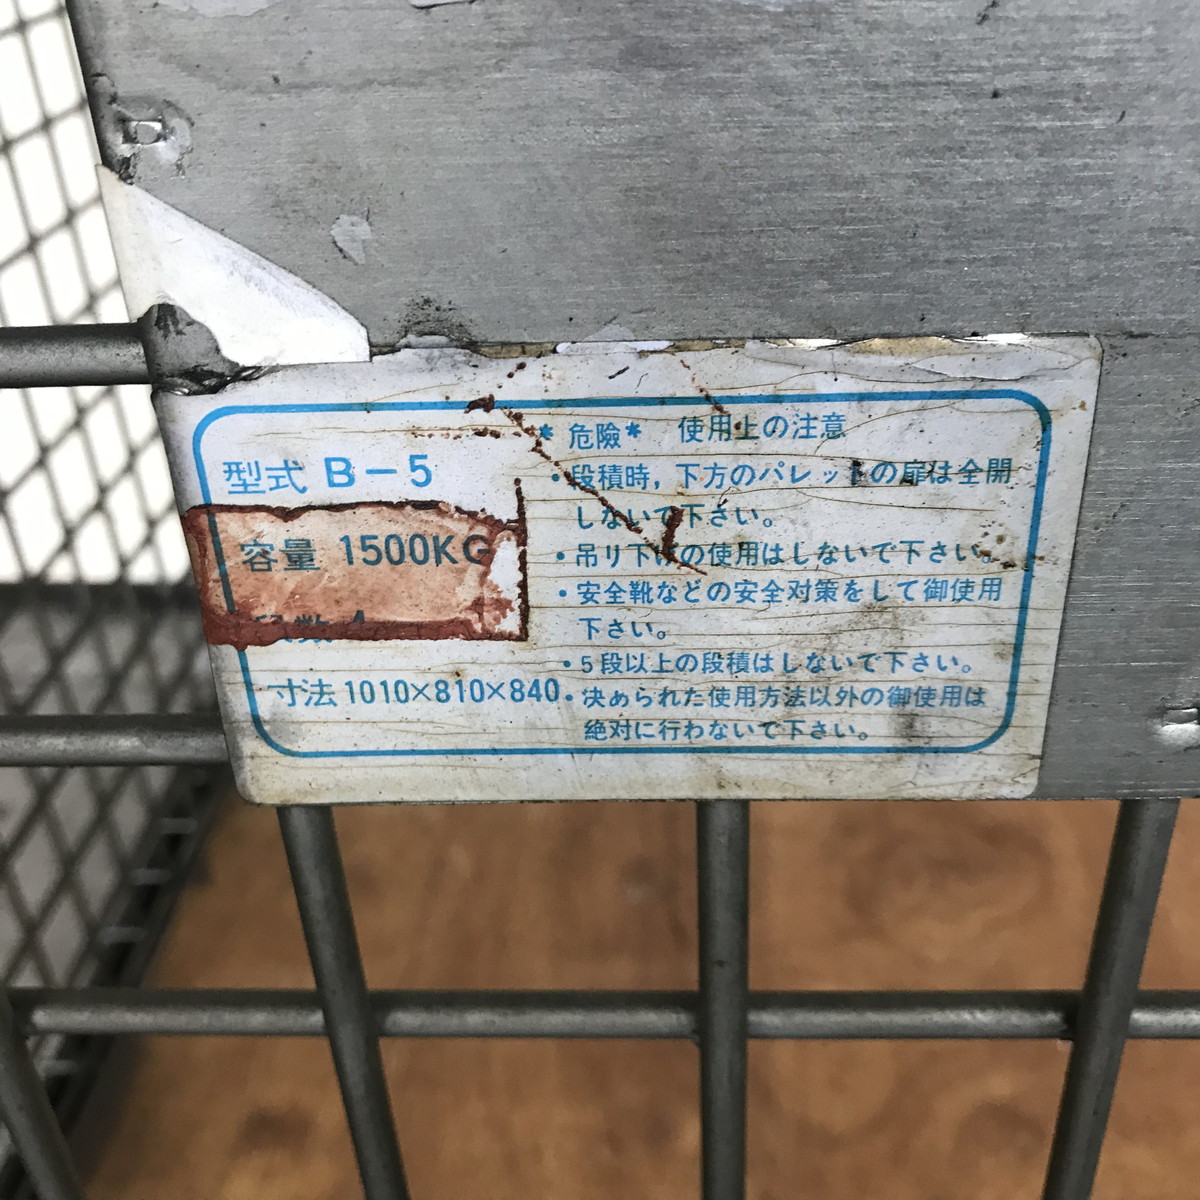 型式 B-5
容量 1500KG
段数 4
寸法 1010×810×840
*危険* 使用上の注意
・段積時,下方のパレットの扉は全開
しないで下さい。
・吊り下げの使用はしないで下さい。
・安全靴などの安全対策をして御使用
下さい。
・5段以上の段積はしないで下さい。
・決められた使用方法以外の御使用は
絶対に行わないで下さい。